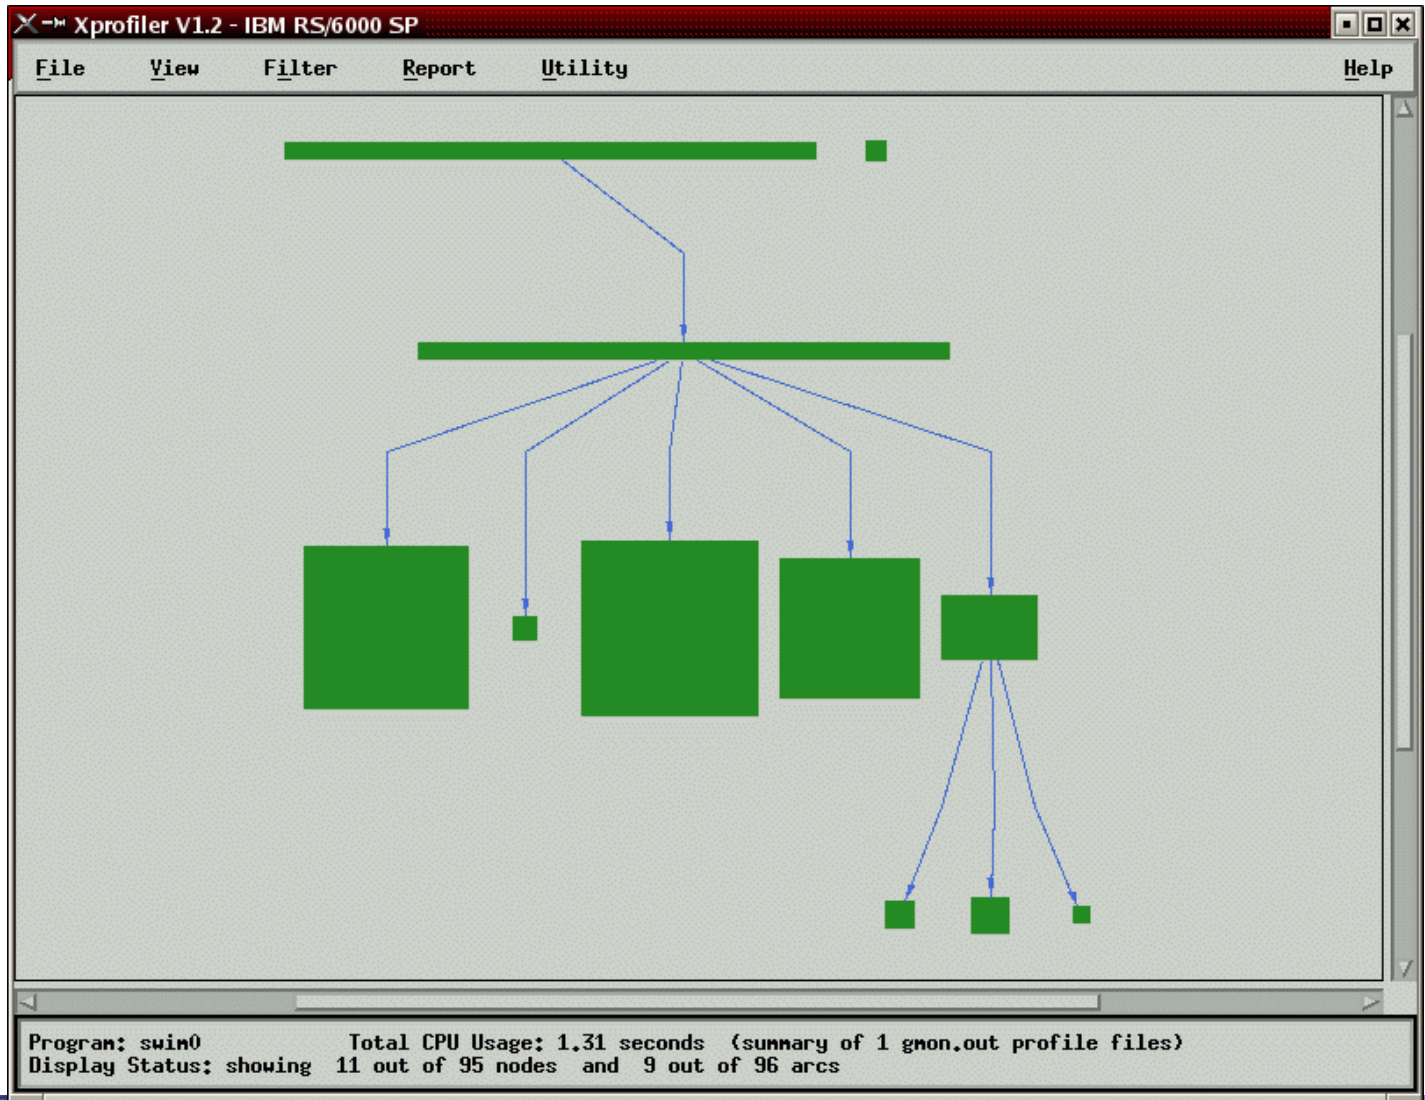 Xprofiler V1.2 - IBM RS/6000 SP
File View Filter Report Utility Help
Program: swim0 Total CPU Usage: 1.31 seconds (summary of 1 gmon.out profile files)
Display Status: showing 11 out of 95 nodes and 9 out of 96 arcs